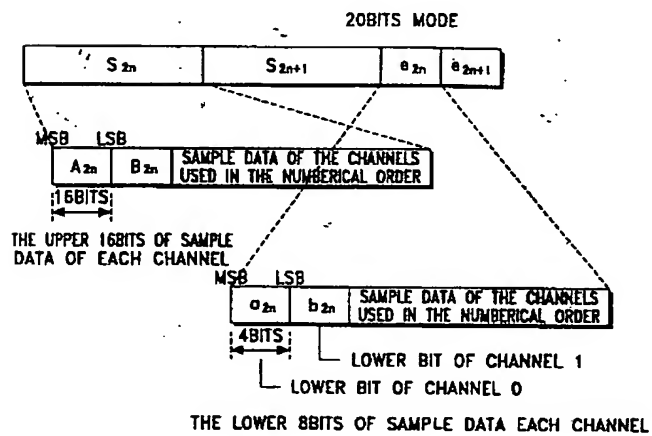 20BITS MODE
S2n S2n+1 e2n e2n+1
MSB LSB
A2n B2n SAMPLE DATA OF THE CHANNELS
USED IN THE NUMBERICAL ORDER
16BITS
THE UPPER 16BITS OF SAMPLE
DATA OF EACH CHANNEL
MSB LSB
a2n b2n SAMPLE DATA OF THE CHANNELS
USED IN THE NUMBERICAL ORDER
4BITS
LOWER BIT OF CHANNEL 1
LOWER BIT OF CHANNEL 0
THE LOWER 8BITS OF SAMPLE DATA EACH CHANNEL